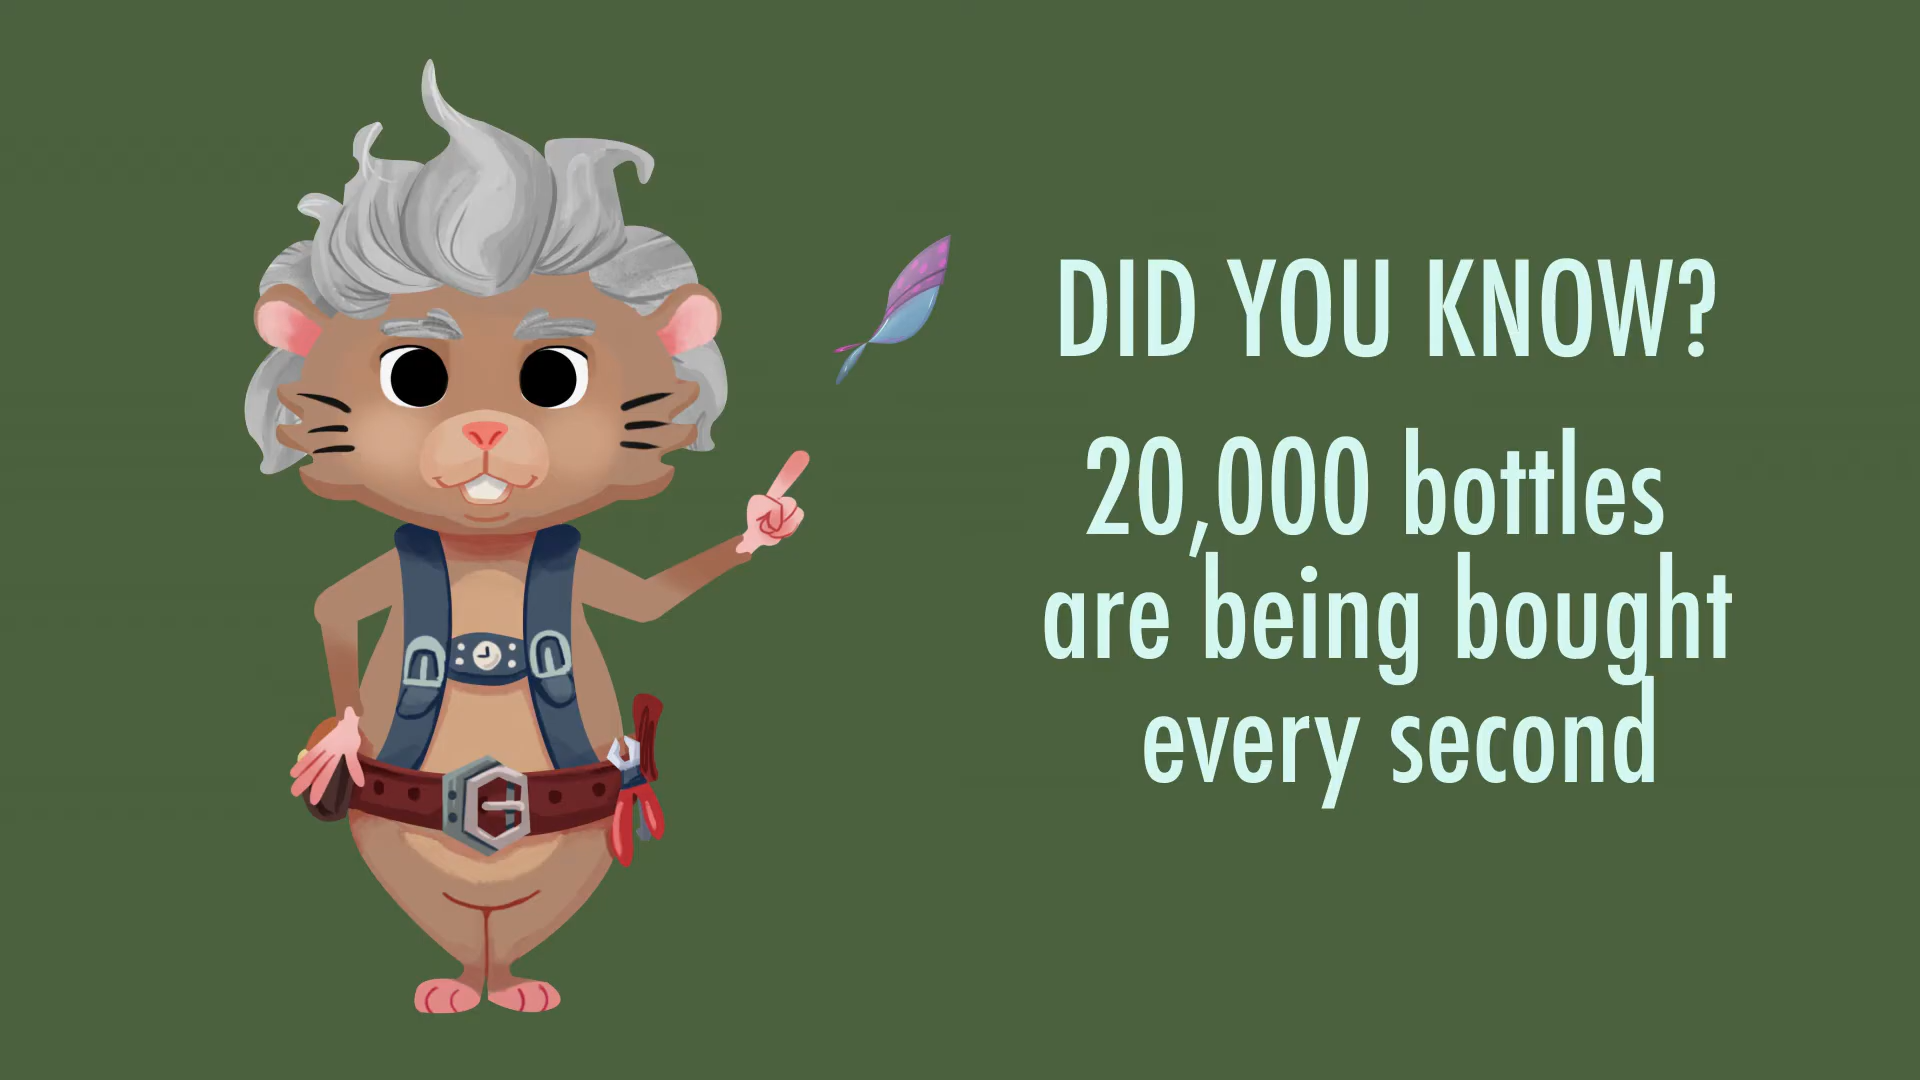 DID YOU KNOW?
20,000 bottles
are being bought
every second